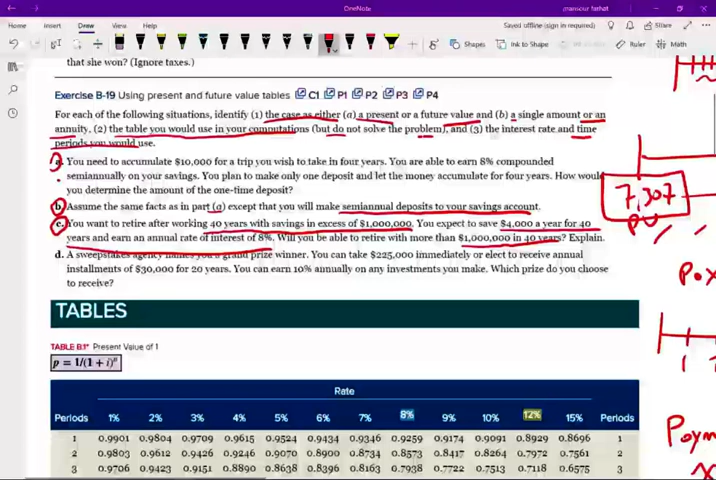 OneNote
mansour farhat
Home Insert Draw View Help
Saved offline (sign in required) Share
Shapes Ink to Shape Ruler Math
that she won? (Ignore taxes.)
Exercise B-19 Using present and future value tables C1 P1 P2 P3 P4
For each of the following situations, identify (1) the case as either (a) a present or a future value and (b) a single amount or an
annuity, (2) the table you would use in your computations (but do not solve the problem), and (3) the interest rate and time
periods you would use.
a. You need to accumulate $10,000 for a trip you wish to take in four years. You are able to earn 8% compounded
semiannually on your savings. You plan to make only one deposit and let the money accumulate for four years. How would
you determine the amount of the one-time deposit?
b. Assume the same facts as in part (a) except that you will make semiannual deposits to your savings account.
c. You want to retire after working 40 years with savings in excess of $1,000,000. You expect to save $4,000 a year for 40
years and earn an annual rate of interest of 8%. Will you be able to retire with more than $1,000,000 in 40 years? Explain.
d. A sweepstakes agency names you a grand prize winner. You can take $225,000 immediately or elect to receive annual
installments of $30,000 for 20 years. You can earn 10% annually on any investments you make. Which prize do you choose
to receive?
7,307
PV
TABLES
TABLE B.1* Present Value of 1
p = 1/(1 + i)ⁿ
Rate
Periods 1% 2% 3% 4% 5% 6% 7% 8% 9% 10% 12% 15% Periods
1 0.9901 0.9804 0.9709 0.9615 0.9524 0.9434 0.9346 0.9259 0.9174 0.9091 0.8929 0.8696 1
2 0.9803 0.9612 0.9426 0.9246 0.9070 0.8900 0.8734 0.8573 0.8417 0.8264 0.7972 0.7561 2
3 0.9706 0.9423 0.9151 0.8890 0.8638 0.8396 0.8163 0.7938 0.7722 0.7513 0.7118 0.6575 3